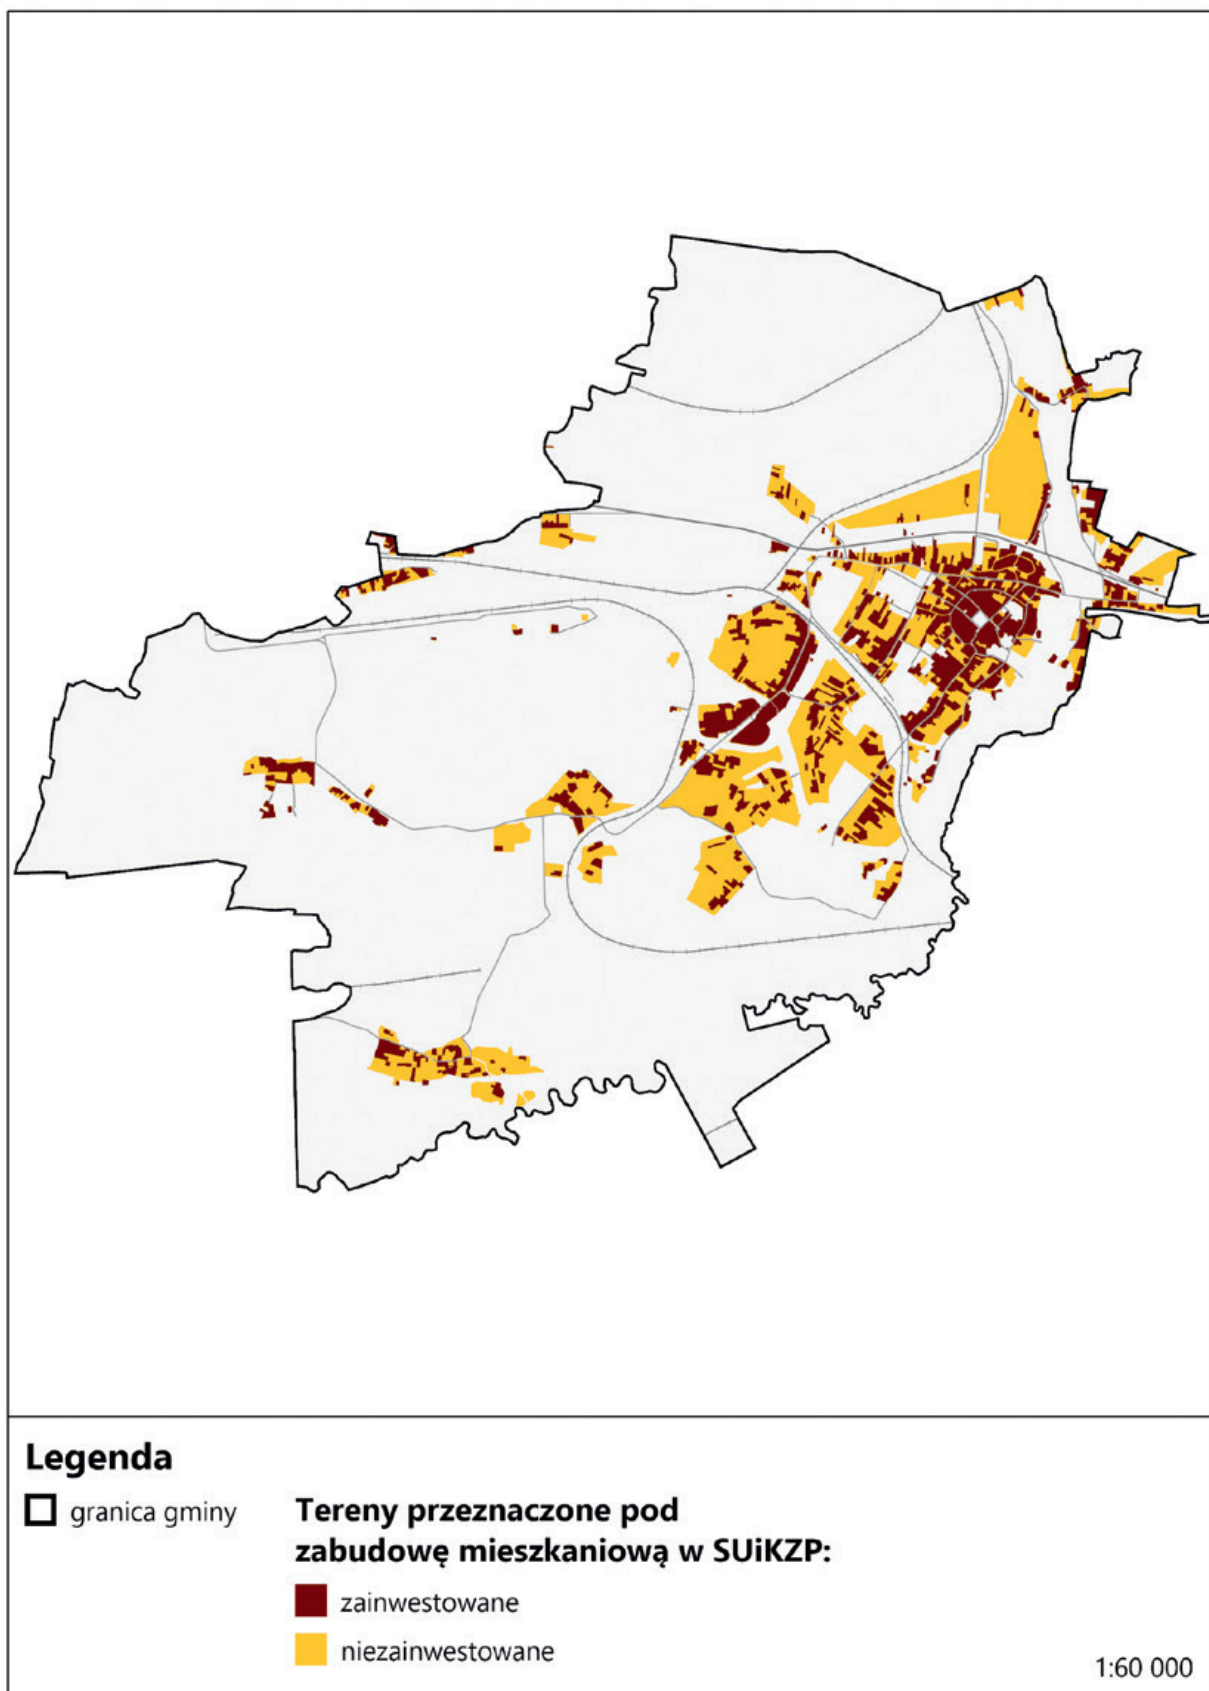 Legenda
granica gminy
Tereny przeznaczone pod
zabudowę mieszkaniową w SUiKZP:
zainwestowane
niezainwestowane
1:60 000